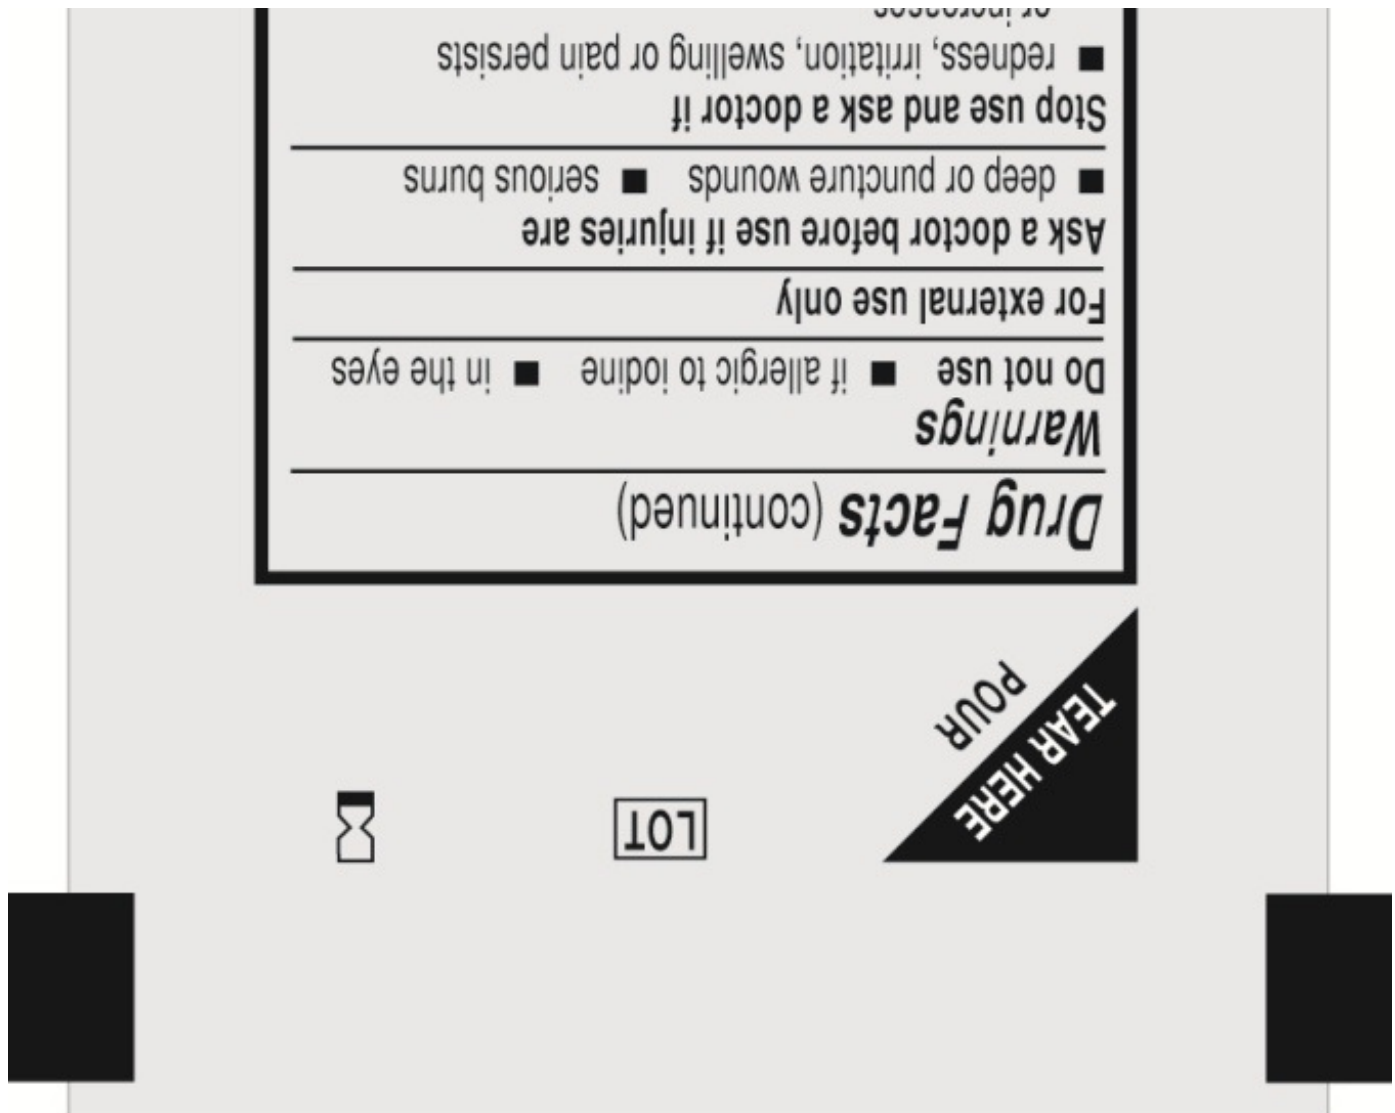 TEAR HERE
POUR
LOT
Drug Facts (continued)
Warnings
Do not use ■ if allergic to iodine ■ in the eyes
For external use only
Ask a doctor before use if injuries are
■ deep or puncture wounds ■ serious burns
Stop use and ask a doctor if
■ redness, irritation, swelling or pain persists
or increases